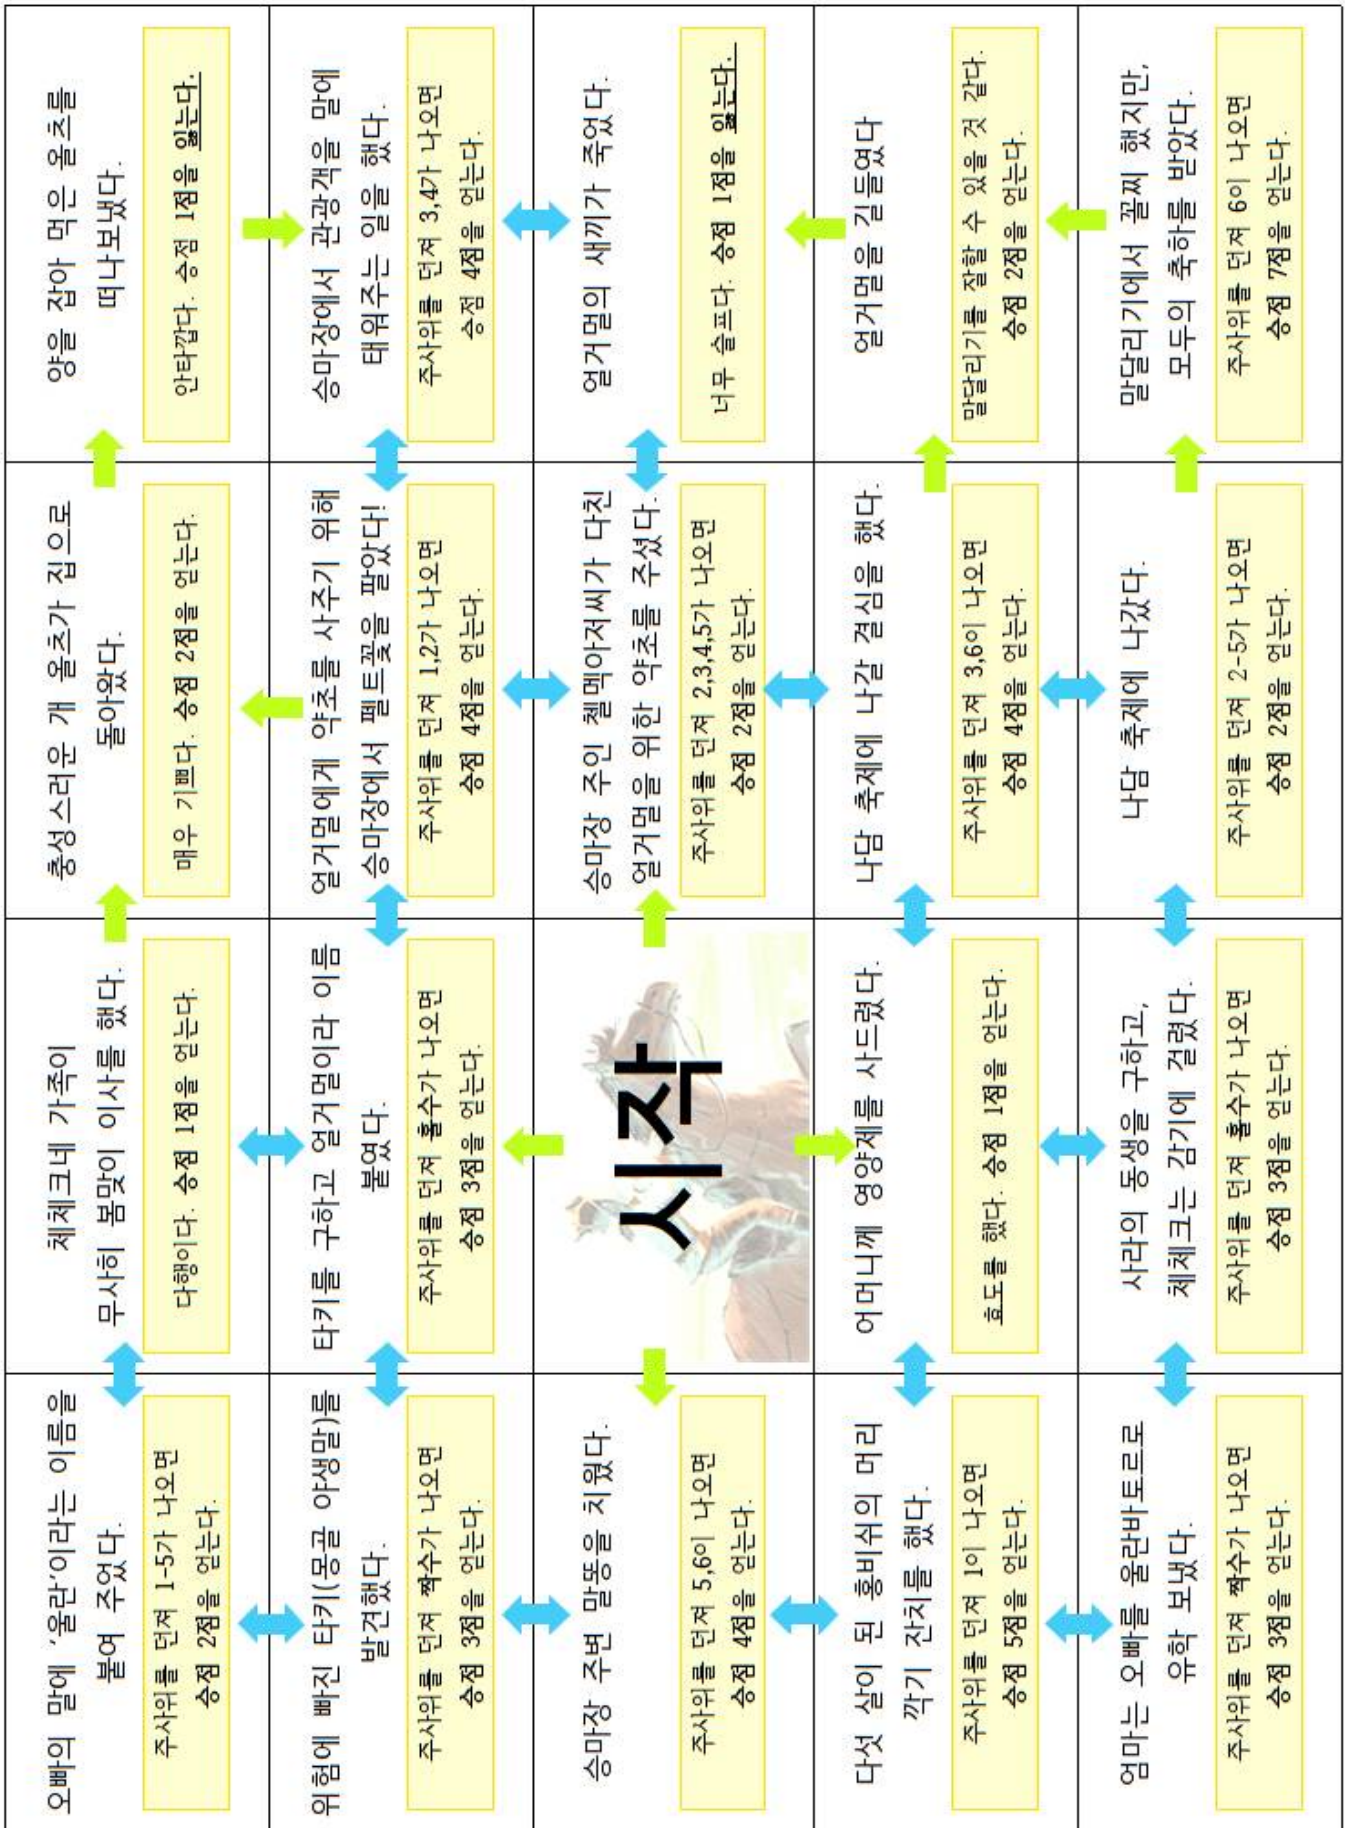 오빠의 말에 '울란'이라는 이름을
붙여 주었다.
주사위를 던져 1-5가 나오면
승점 2점을 얻는다.
체체크네 가족이
무사히 봄맞이 이사를 했다.
다행이다. 승점 1점을 얻는다.
충성스러운 개 올츠가 집으로
돌아왔다.
매우 기쁘다. 승점 2점을 얻는다.
양을 잡아 먹은 올츠를
떠나보냈다.
안타깝다. 승점 1점을 잃는다.
위험에 빠진 타키(몽골 야생말)를
발견했다.
주사위를 던져 짝수가 나오면
승점 3점을 얻는다.
타키를 구하고 얼거멀이라 이름
붙였다.
주사위를 던져 홀수가 나오면
승점 3점을 얻는다.
얼거멀에게 약초를 사주기 위해
승마장에서 펠트꽃을 팔았다!
주사위를 던져 1,2가 나오면
승점 4점을 얻는다.
승마장에서 관광객을 말에
태워주는 일을 했다.
주사위를 던져 3,4가 나오면
승점 4점을 얻는다.
승마장 주변 말똥을 치웠다.
주사위를 던져 5,6이 나오면
승점 4점을 얻는다.
시작
승마장 주인 첼메아저씨가 다친
얼거멀을 위한 약초를 주셨다.
주사위를 던져 2,3,4,5가 나오면
승점 2점을 얻는다.
얼거멀의 새끼가 죽었다.
너무 슬프다. 승점 1점을 잃는다.
다섯 살이 된 홍비쉬의 머리
깍기 잔치를 했다.
주사위를 던져 1이 나오면
승점 5점을 얻는다.
어머니께 영양제를 사드렸다.
효도를 했다. 승점 1점을 얻는다.
나담 축제에 나갈 결심을 했다.
주사위를 던져 3,6이 나오면
승점 4점을 얻는다.
얼거멀을 길들였다
말달리기를 잘할 수 있을 것 같다.
승점 2점을 얻는다.
엄마는 오빠를 울란바토르로
유학 보냈다.
주사위를 던져 짝수가 나오면
승점 3점을 얻는다.
사라의 동생을 구하고,
체체크는 감기에 걸렸다.
주사위를 던져 홀수가 나오면
승점 3점을 얻는다.
나담 축제에 나갔다.
주사위를 던져 2-5가 나오면
승점 2점을 얻는다.
말달리기에서 꼴찌 했지만,
모두의 축하를 받았다.
주사위를 던져 6이 나오면
승점 7점을 얻는다.